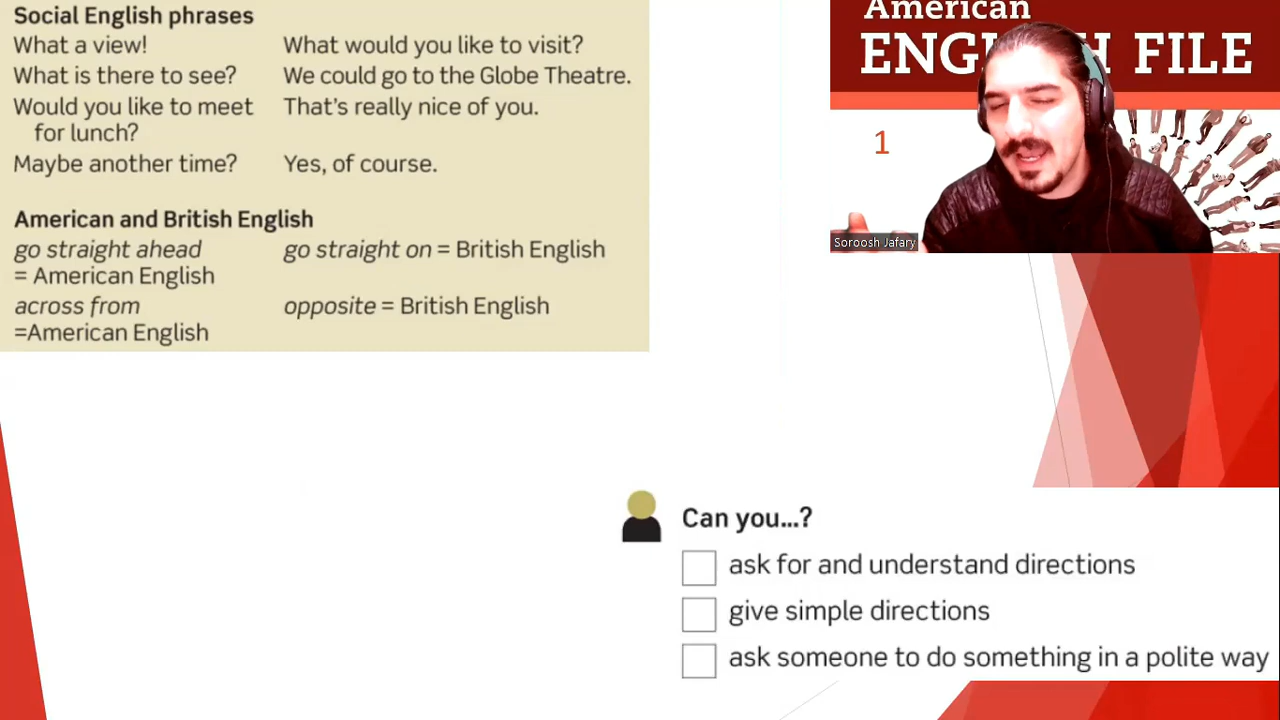 Social English phrases
What a view!
What would you like to visit?
What is there to see?
We could go to the Globe Theatre.
Would you like to meet
for lunch?
That's really nice of you.
Maybe another time?
Yes, of course.
American and British English
go straight ahead
= American English
go straight on = British English
across from
=American English
opposite = British English
American
ENG H FILE
1
Soroosh Jafary
Can you...?
ask for and understand directions
give simple directions
ask someone to do something in a polite way